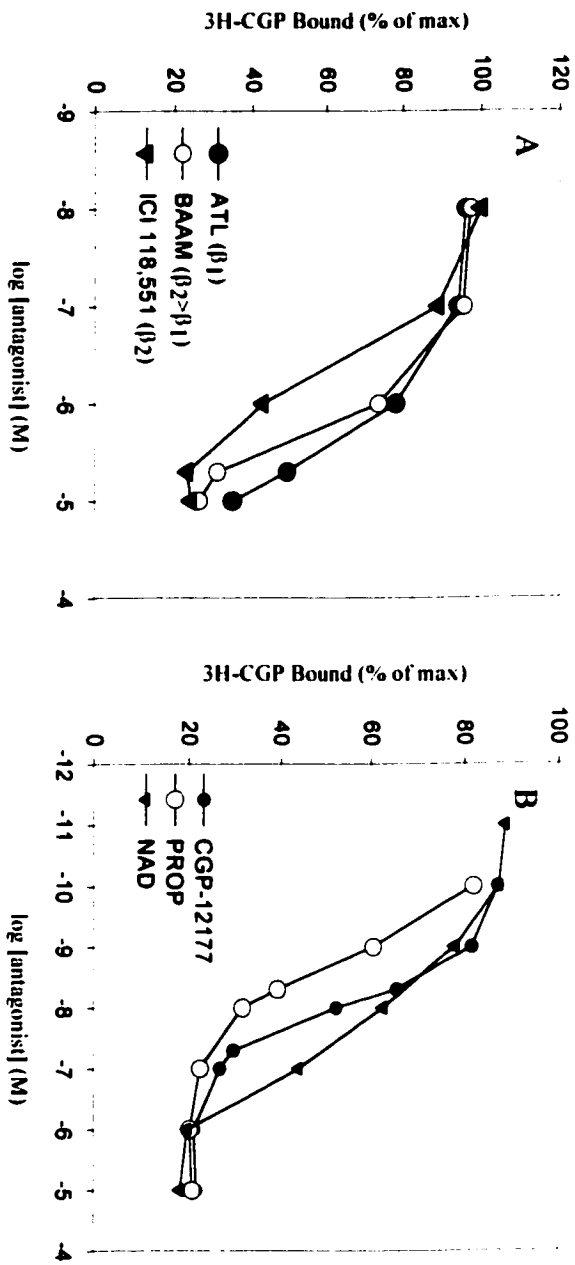 A
3H-CGP Bound (% of max)
100
80
60
40
20
0
ATL (β1)
BAAM (β2>β1)
ICI 118,551 (β2)
-9 -8 -7 -6 -5 -4
log [antagonist] (M)
B
3H-CGP Bound (% of max)
100
80
60
40
20
0
CGP-12177
PROP
NAD
-12 -11 -10 -9 -8 -7 -6 -5 -4
log [antagonist] (M)